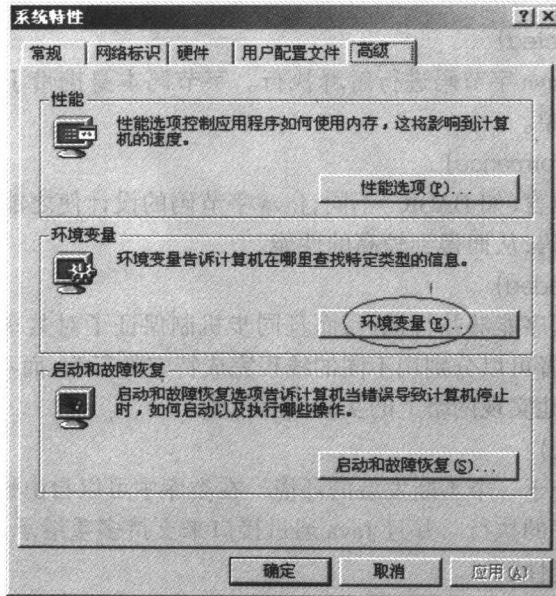 系统特性
常规 网络标识 硬件 用户配置文件 高级
性能
性能选项控制应用程序如何使用内存，这将影响到计算
机的速度。
性能选项(P)...
环境变量
环境变量告诉计算机在哪里查找特定类型的信息。
环境变量(E)...
启动和故障恢复
启动和故障恢复选项告诉计算机当错误导致计算机停止
时，如何启动以及执行哪些操作。
启动和故障恢复(S)...
确定 取消 应用(A)